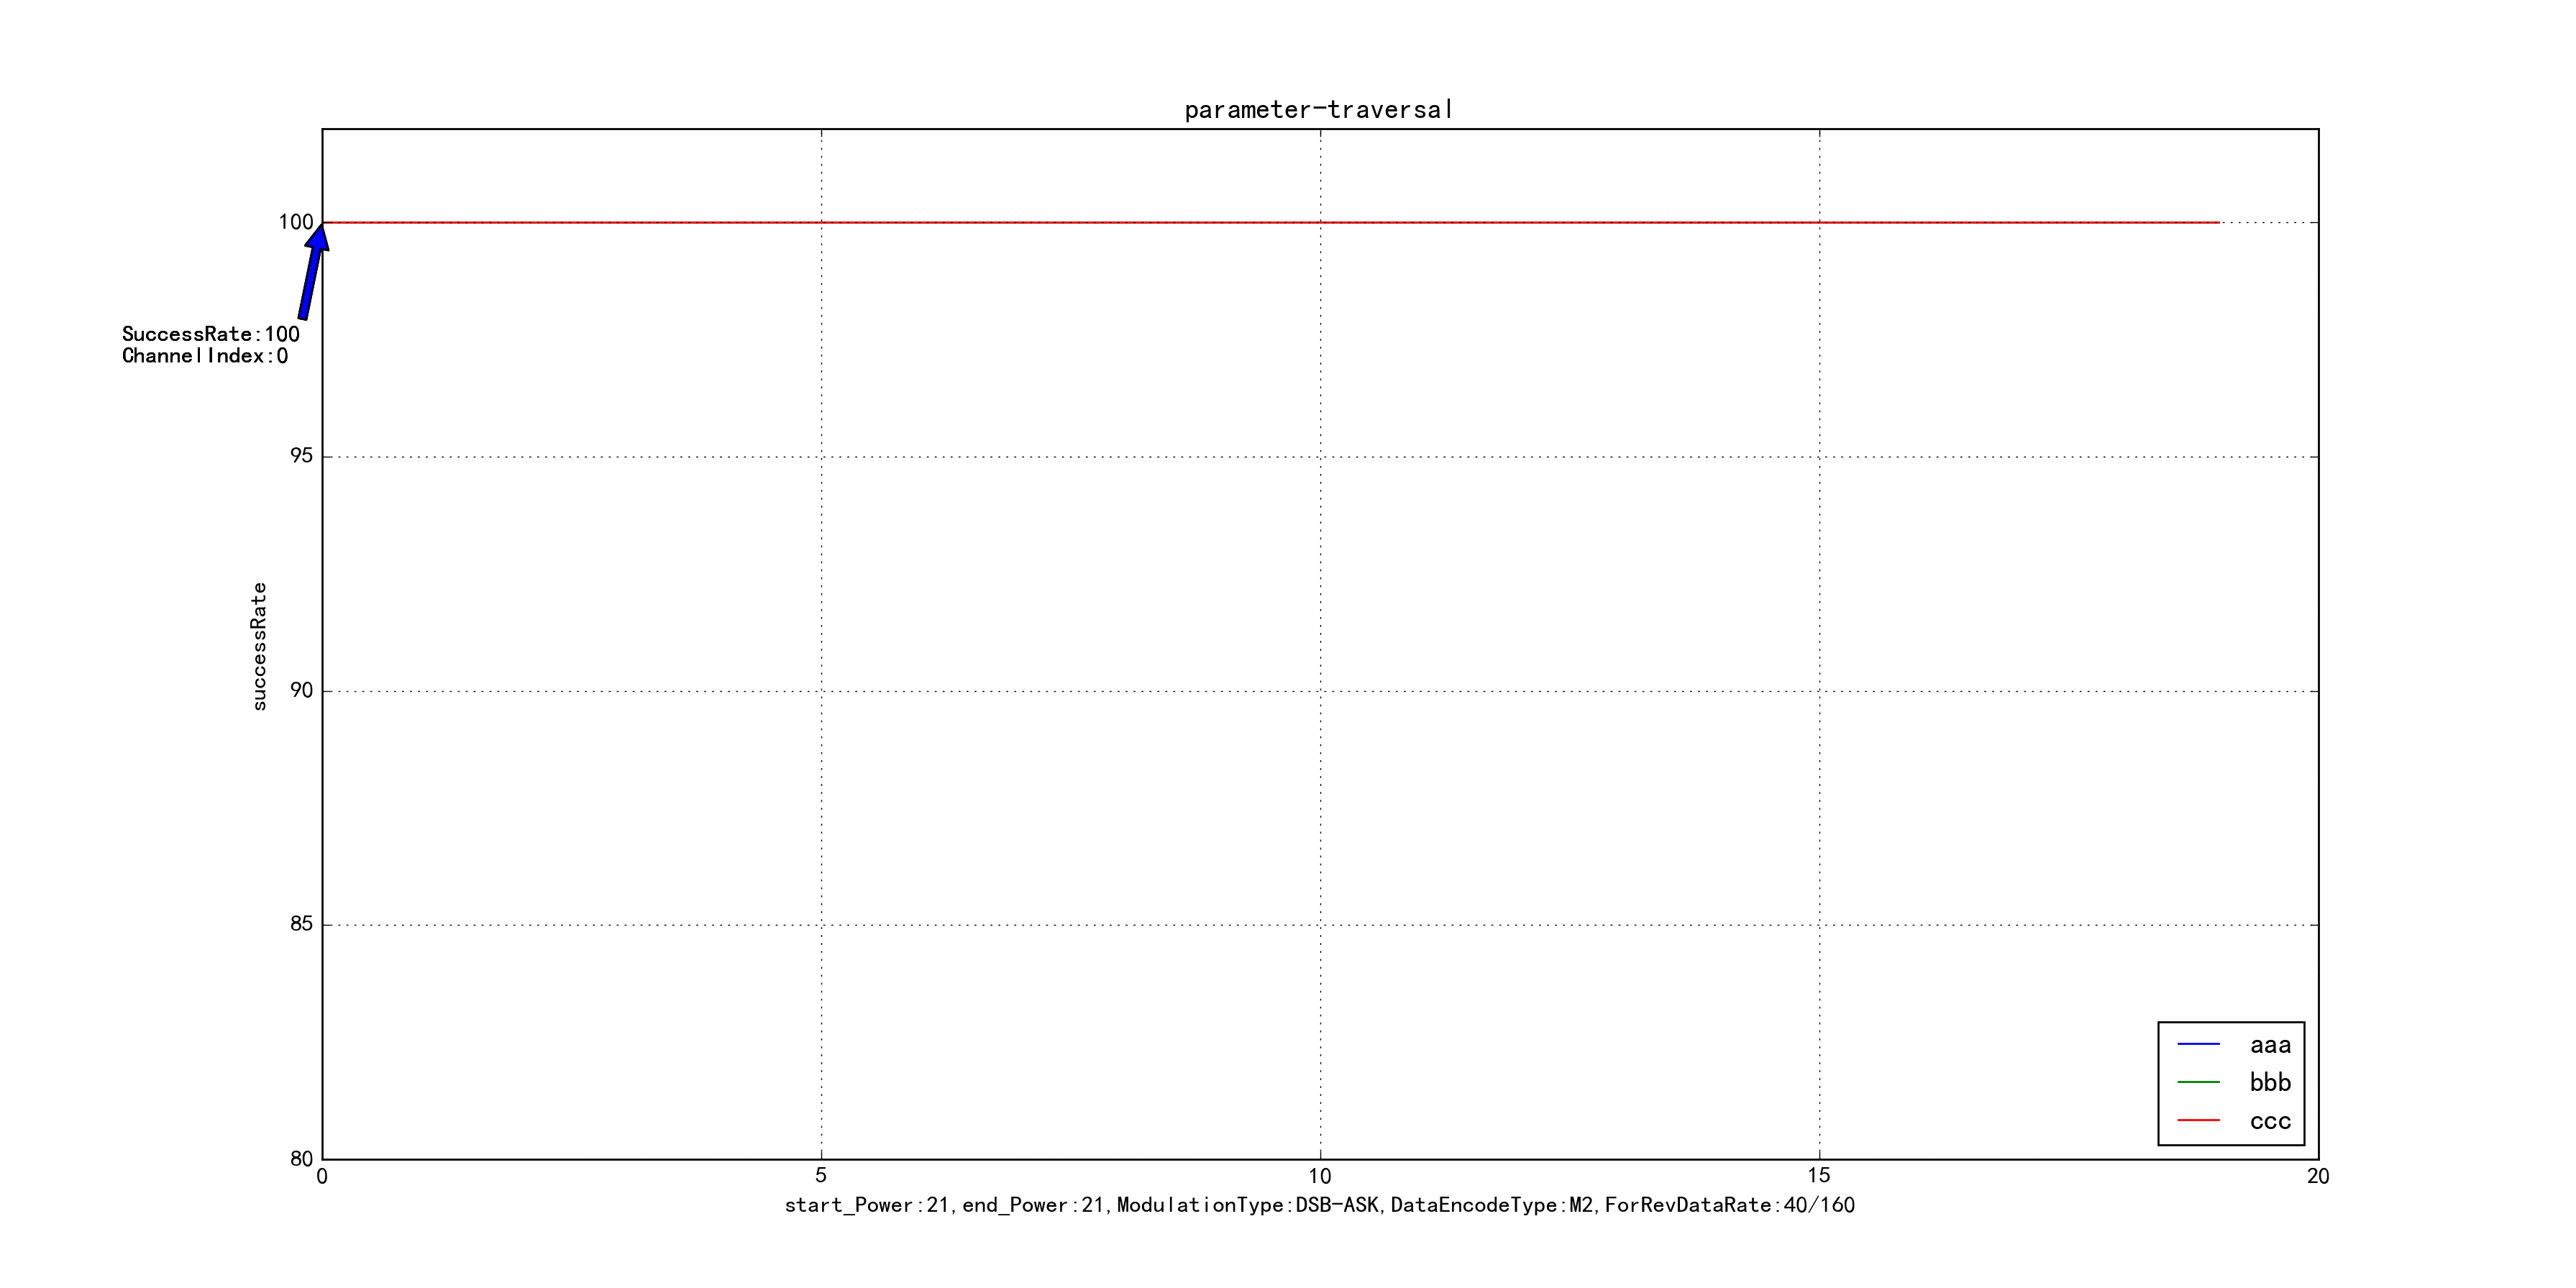 parameter-traversal
100
SuccessRate:100
ChannelIndex:0
95
successRate
90
85
aaa
bbb
ccc
80
0 5 10 15 20
start_Power:21,end_Power:21,ModulationType:DSB-ASK,DataEncodeType:M2,ForRevDataRate:40/160